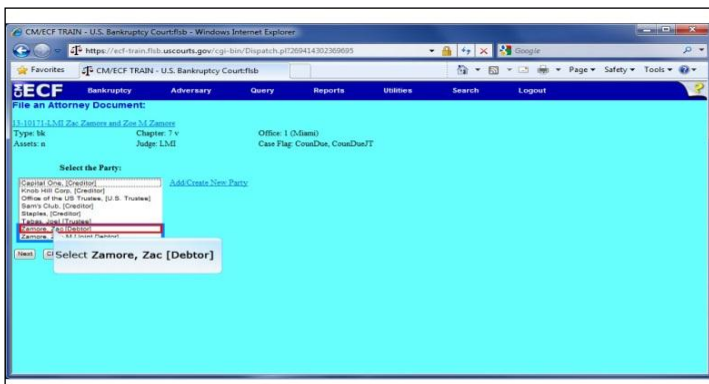 CM/ECF TRAIN - U.S. Bankruptcy Court:flsb - Windows Internet Explorer
https://ecf-train.flsb.uscourts.gov/cgi-bin/Dispatch.pl?269414302369695
Google
Favorites CM/ECF TRAIN - U.S. Bankruptcy Court:flsb
Page Safety Tools
ECF Bankruptcy Adversary Query Reports Utilities Search Logout ?
File an Attorney Document:
13-10171-LMI Zac Zamore and Zoe M Zamore
Type: bk Chapter: 7 v Office: 1 (Miami)
Assets: n Judge: LMI Case Flag: CounDue, CounDueJT
Select the Party:
Capital One, [Creditor] Add/Create New Party
Knob Hill Corp, [Creditor]
Office of the US Trustee, [U.S. Trustee]
Sam's Club, [Creditor]
Staples, [Creditor]
Tabas, Joel [Trustee]
Zamore, Zac [Debtor]
Zamore, M [Joint Debtor]
Next
Select Zamore, Zac [Debtor]